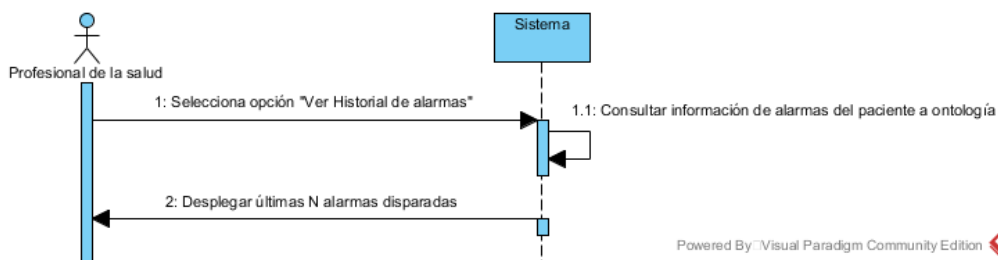 Sistema
Profesional de la salud
1: Selecciona opción "Ver Historial de alarmas"
1.1: Consultar información de alarmas del paciente a ontología
2: Desplegar últimas N alarmas disparadas
Powered By Visual Paradigm Community Edition